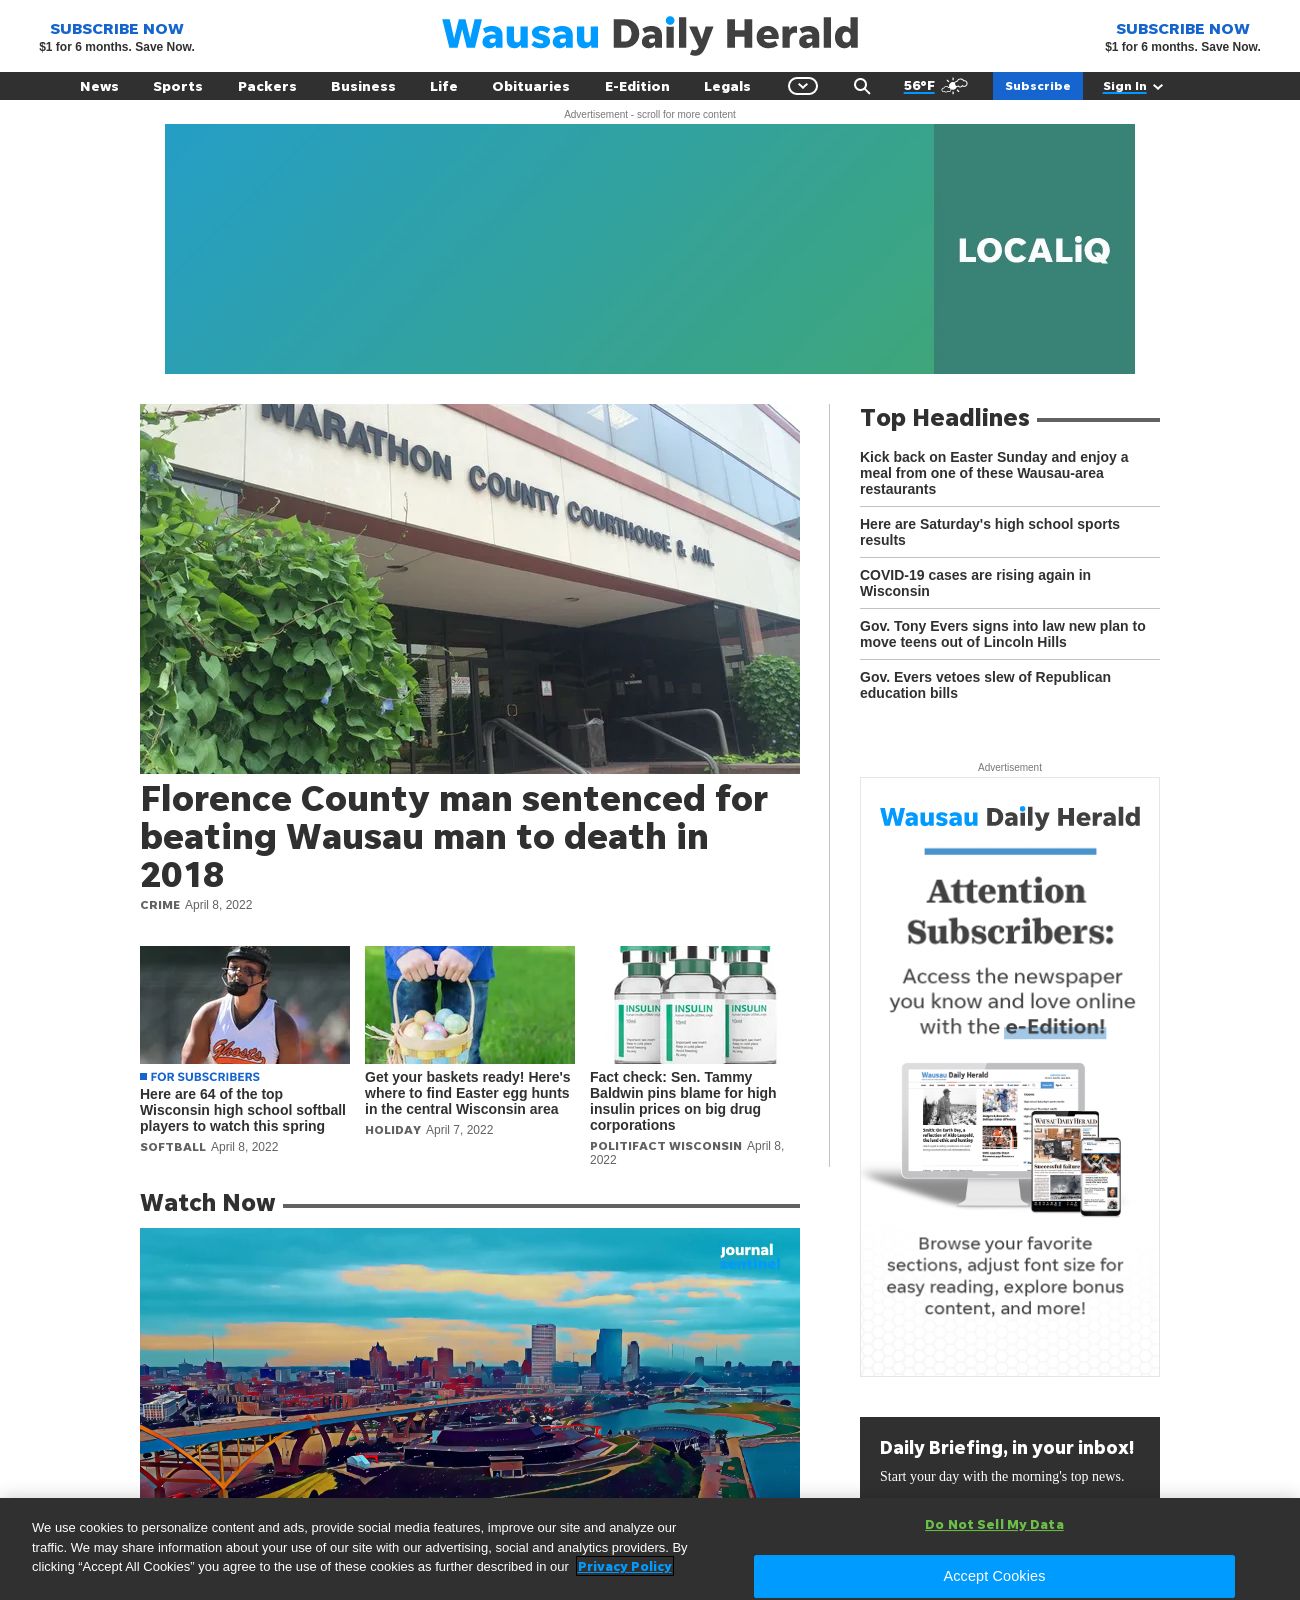 SUBSCRIBE NOW
$1 for 6 months. Save Now.
Wausau Daily Herald
SUBSCRIBE NOW
$1 for 6 months. Save Now.
News Sports Packers Business Life Obituaries E-Edition Legals 56°F Subscribe Sign In
Advertisement - scroll for more content
LOCALiQ
MARATHON COUNTY COURTHOUSE & JAIL
Florence County man sentenced for
beating Wausau man to death in
2018
CRIME April 8, 2022
Top Headlines
Kick back on Easter Sunday and enjoy a
meal from one of these Wausau-area
restaurants
Here are Saturday's high school sports
results
COVID-19 cases are rising again in
Wisconsin
Gov. Tony Evers signs into law new plan to
move teens out of Lincoln Hills
Gov. Evers vetoes slew of Republican
education bills
Ghosts
FOR SUBSCRIBERS
Here are 64 of the top
Wisconsin high school softball
players to watch this spring
SOFTBALL April 8, 2022
Get your baskets ready! Here's
where to find Easter egg hunts
in the central Wisconsin area
HOLIDAY April 7, 2022
INSULIN INSULIN INSULIN
10ml 10ml 10ml
Fact check: Sen. Tammy
Baldwin pins blame for high
insulin prices on big drug
corporations
POLITIFACT WISCONSIN April 8,
2022
Advertisement
Wausau Daily Herald
Attention
Subscribers:
Access the newspaper
you know and love online
with the e-Edition!
Wausau Daily Herald
WAUSAU DAILY HERALD
Successful failure
Browse your favorite
sections, adjust font size for
easy reading, explore bonus
content, and more!
Watch Now
journal
sentinel
Daily Briefing, in your inbox!
Start your day with the morning's top news.
We use cookies to personalize content and ads, provide social media features, improve our site and analyze our
traffic. We may share information about your use of our site with our advertising, social and analytics providers. By
clicking “Accept All Cookies” you agree to the use of these cookies as further described in our Privacy Policy
Do Not Sell My Data
Accept Cookies